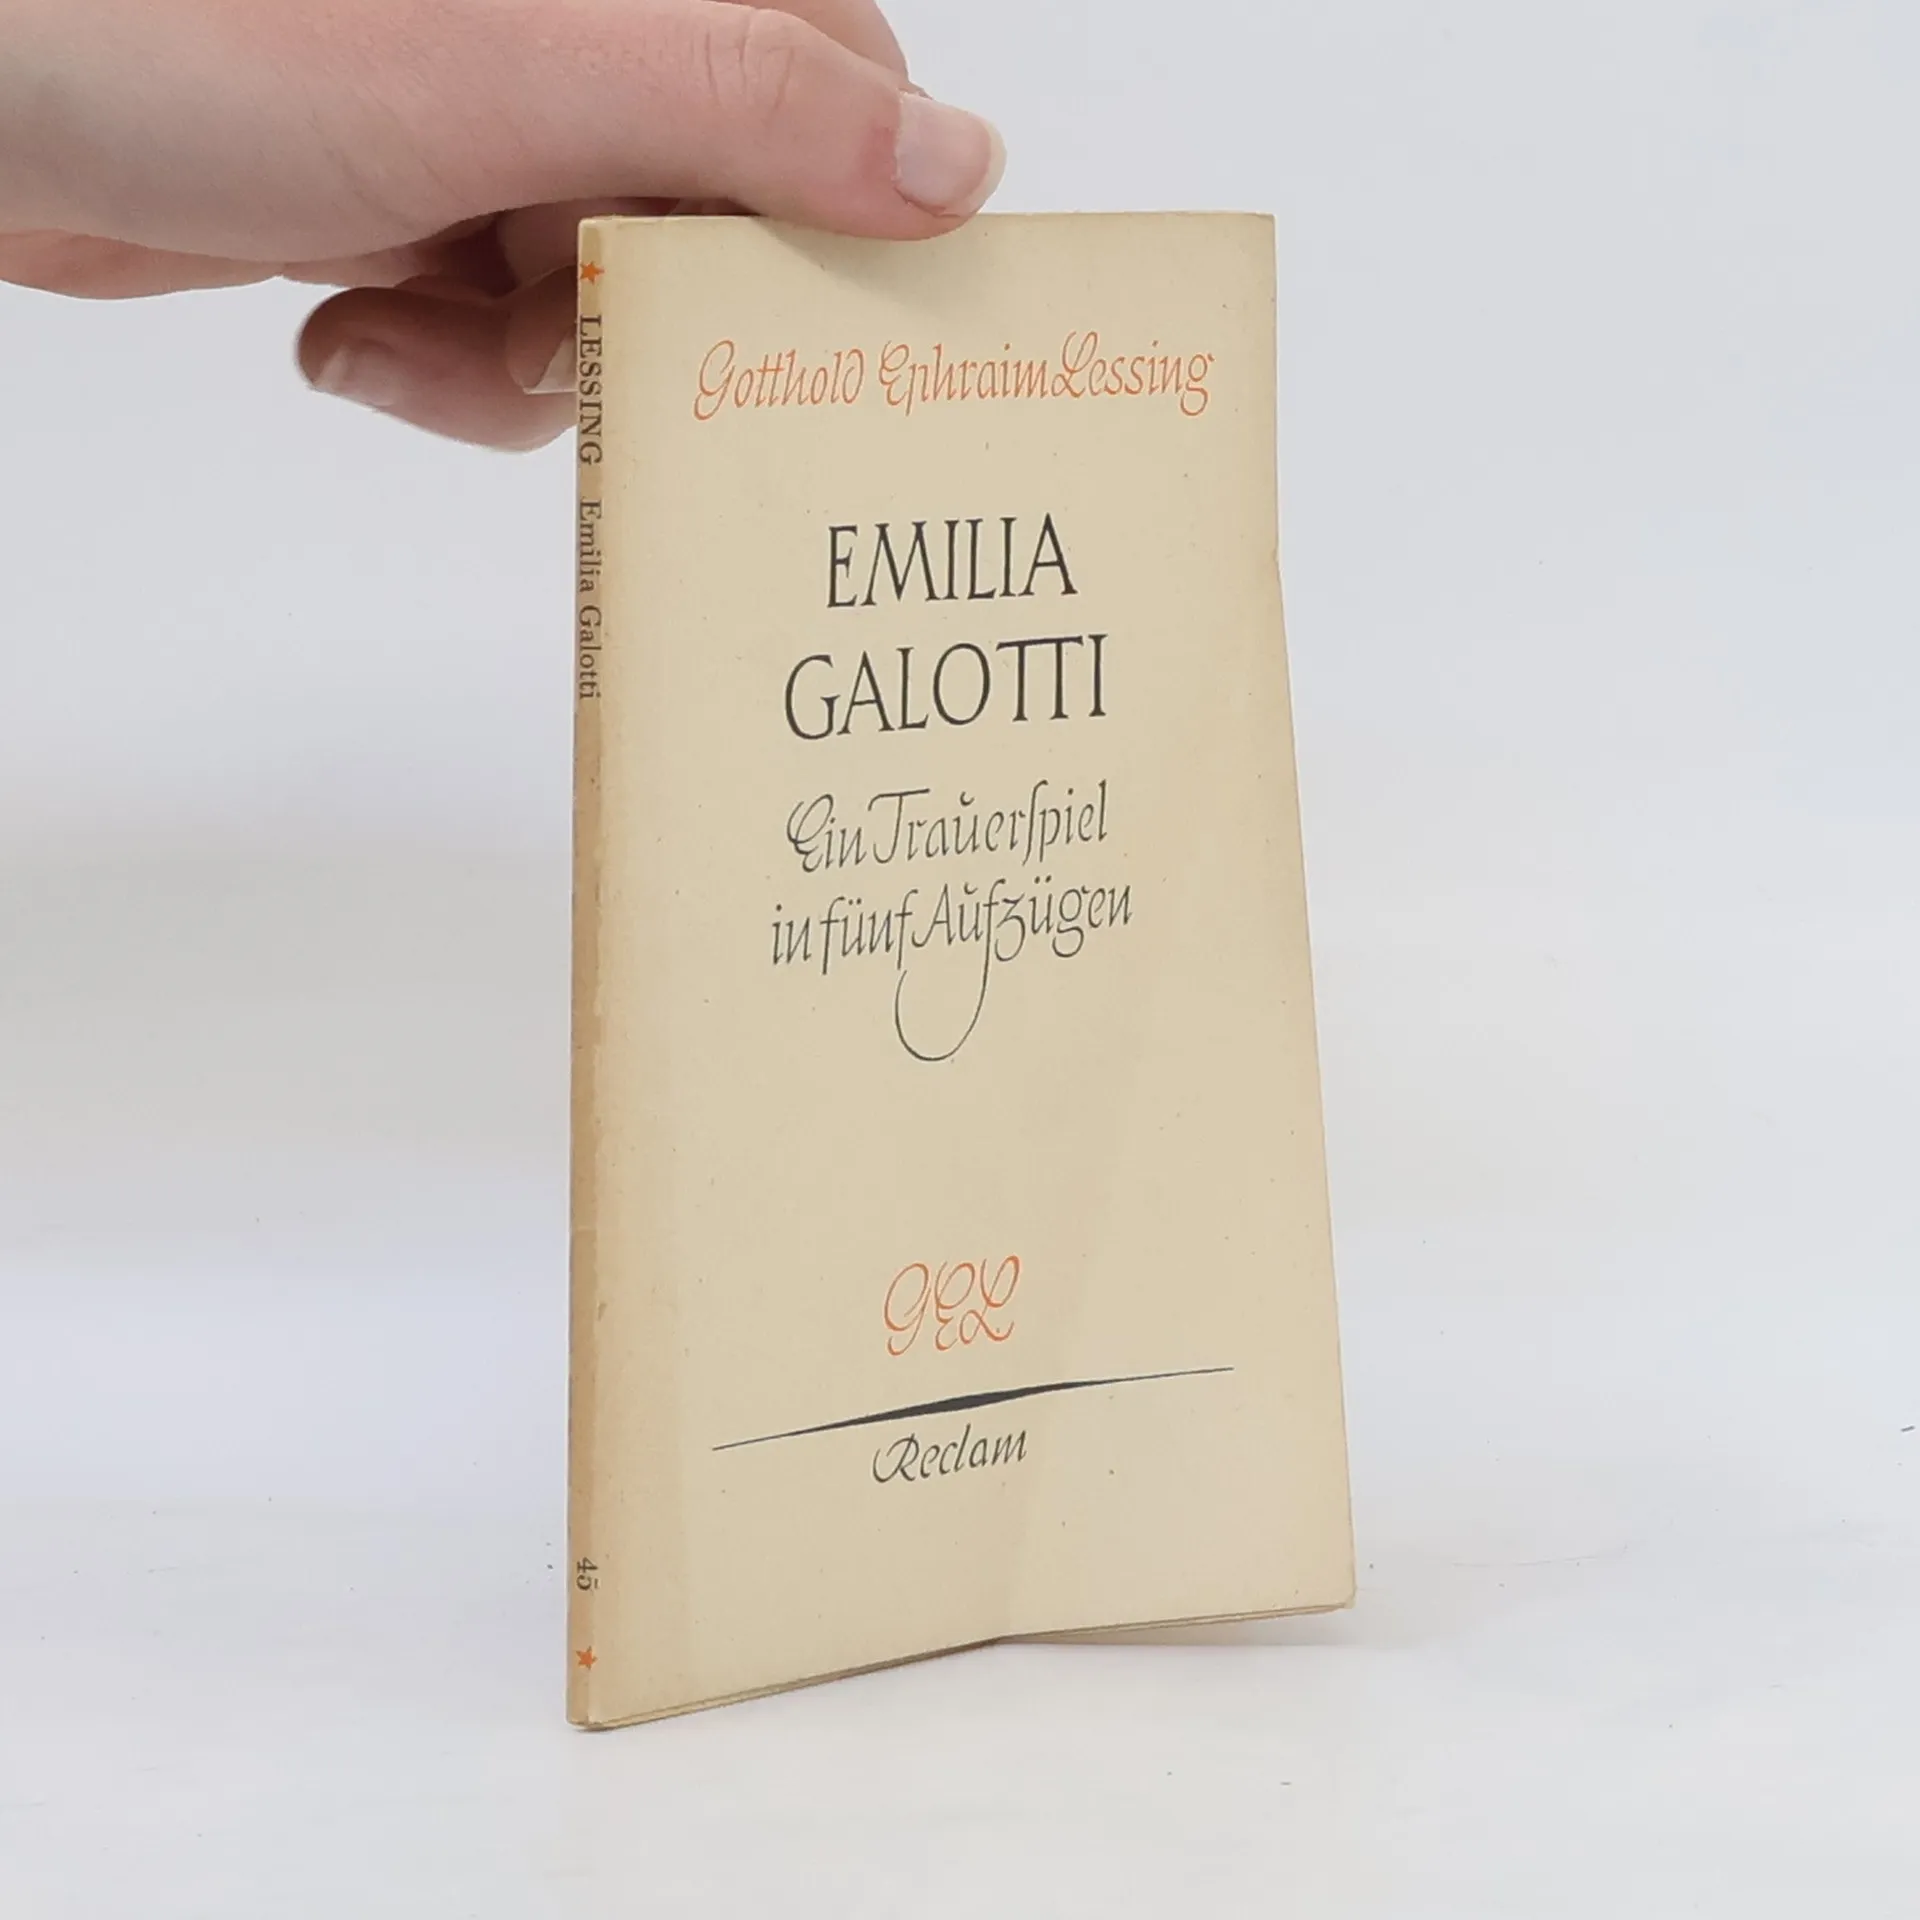 Gotthold Ephraim Lessing
EMILIA
GALOTTI
Ein Trauerſpiel
in fünf Aufzügen
GEL
Reclam
LESSING Emilia Galotti
45